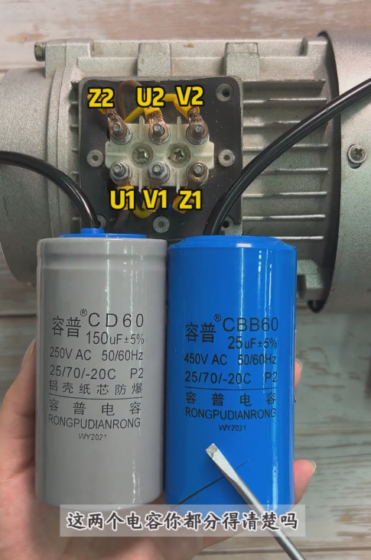 Z2 U2 V2
U1 V1 Z1
容普® CD60
150uF±5%
250V AC 50/60Hz
25/70/-20C P2
铝壳纸芯防爆
容普电容
RONGPUDIANRONG
WY2021
容普® CBB60
25uF±5%
450V AC 50/60Hz
25/70/-20C P2
容普电容
RONGPUDIANRONG
WY2021
这两个电容你都分得清楚吗